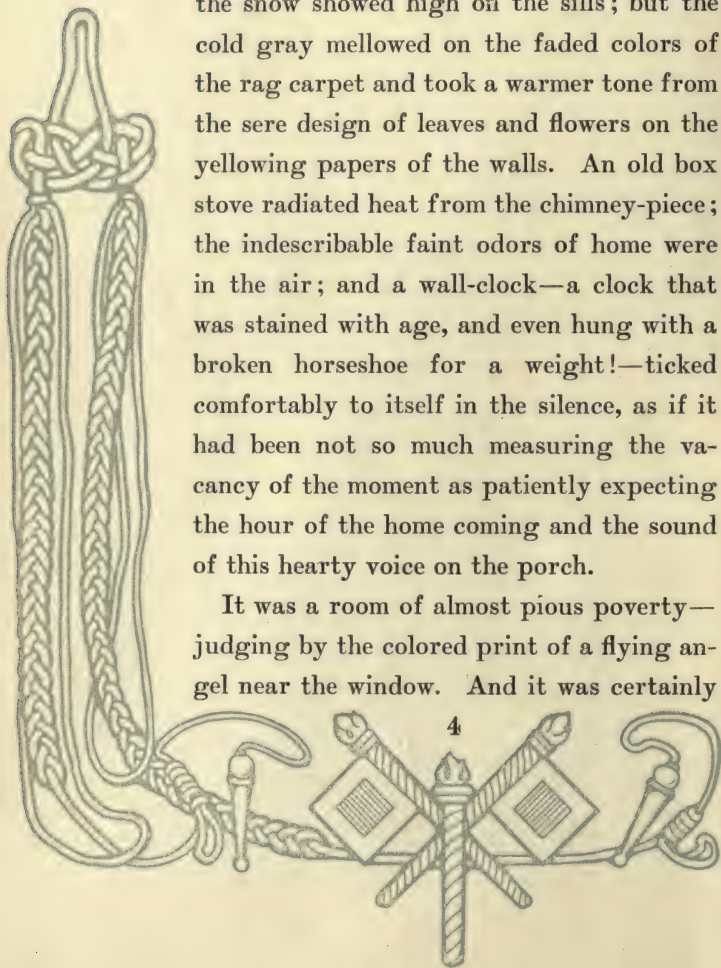 the snow showed high on the sills; but the
cold gray mellowed on the faded colors of
the rag carpet and took a warmer tone from
the sere design of leaves and flowers on the
yellowing papers of the walls. An old box
stove radiated heat from the chimney-piece;
the indescribable faint odors of home were
in the air; and a wall-clock—a clock that
was stained with age, and even hung with a
broken horseshoe for a weight!—ticked
comfortably to itself in the silence, as if it
had been not so much measuring the va-
cancy of the moment as patiently expecting
the hour of the home coming and the sound
of this hearty voice on the porch.
It was a room of almost pious poverty—
judging by the colored print of a flying an-
gel near the window. And it was certainly
4